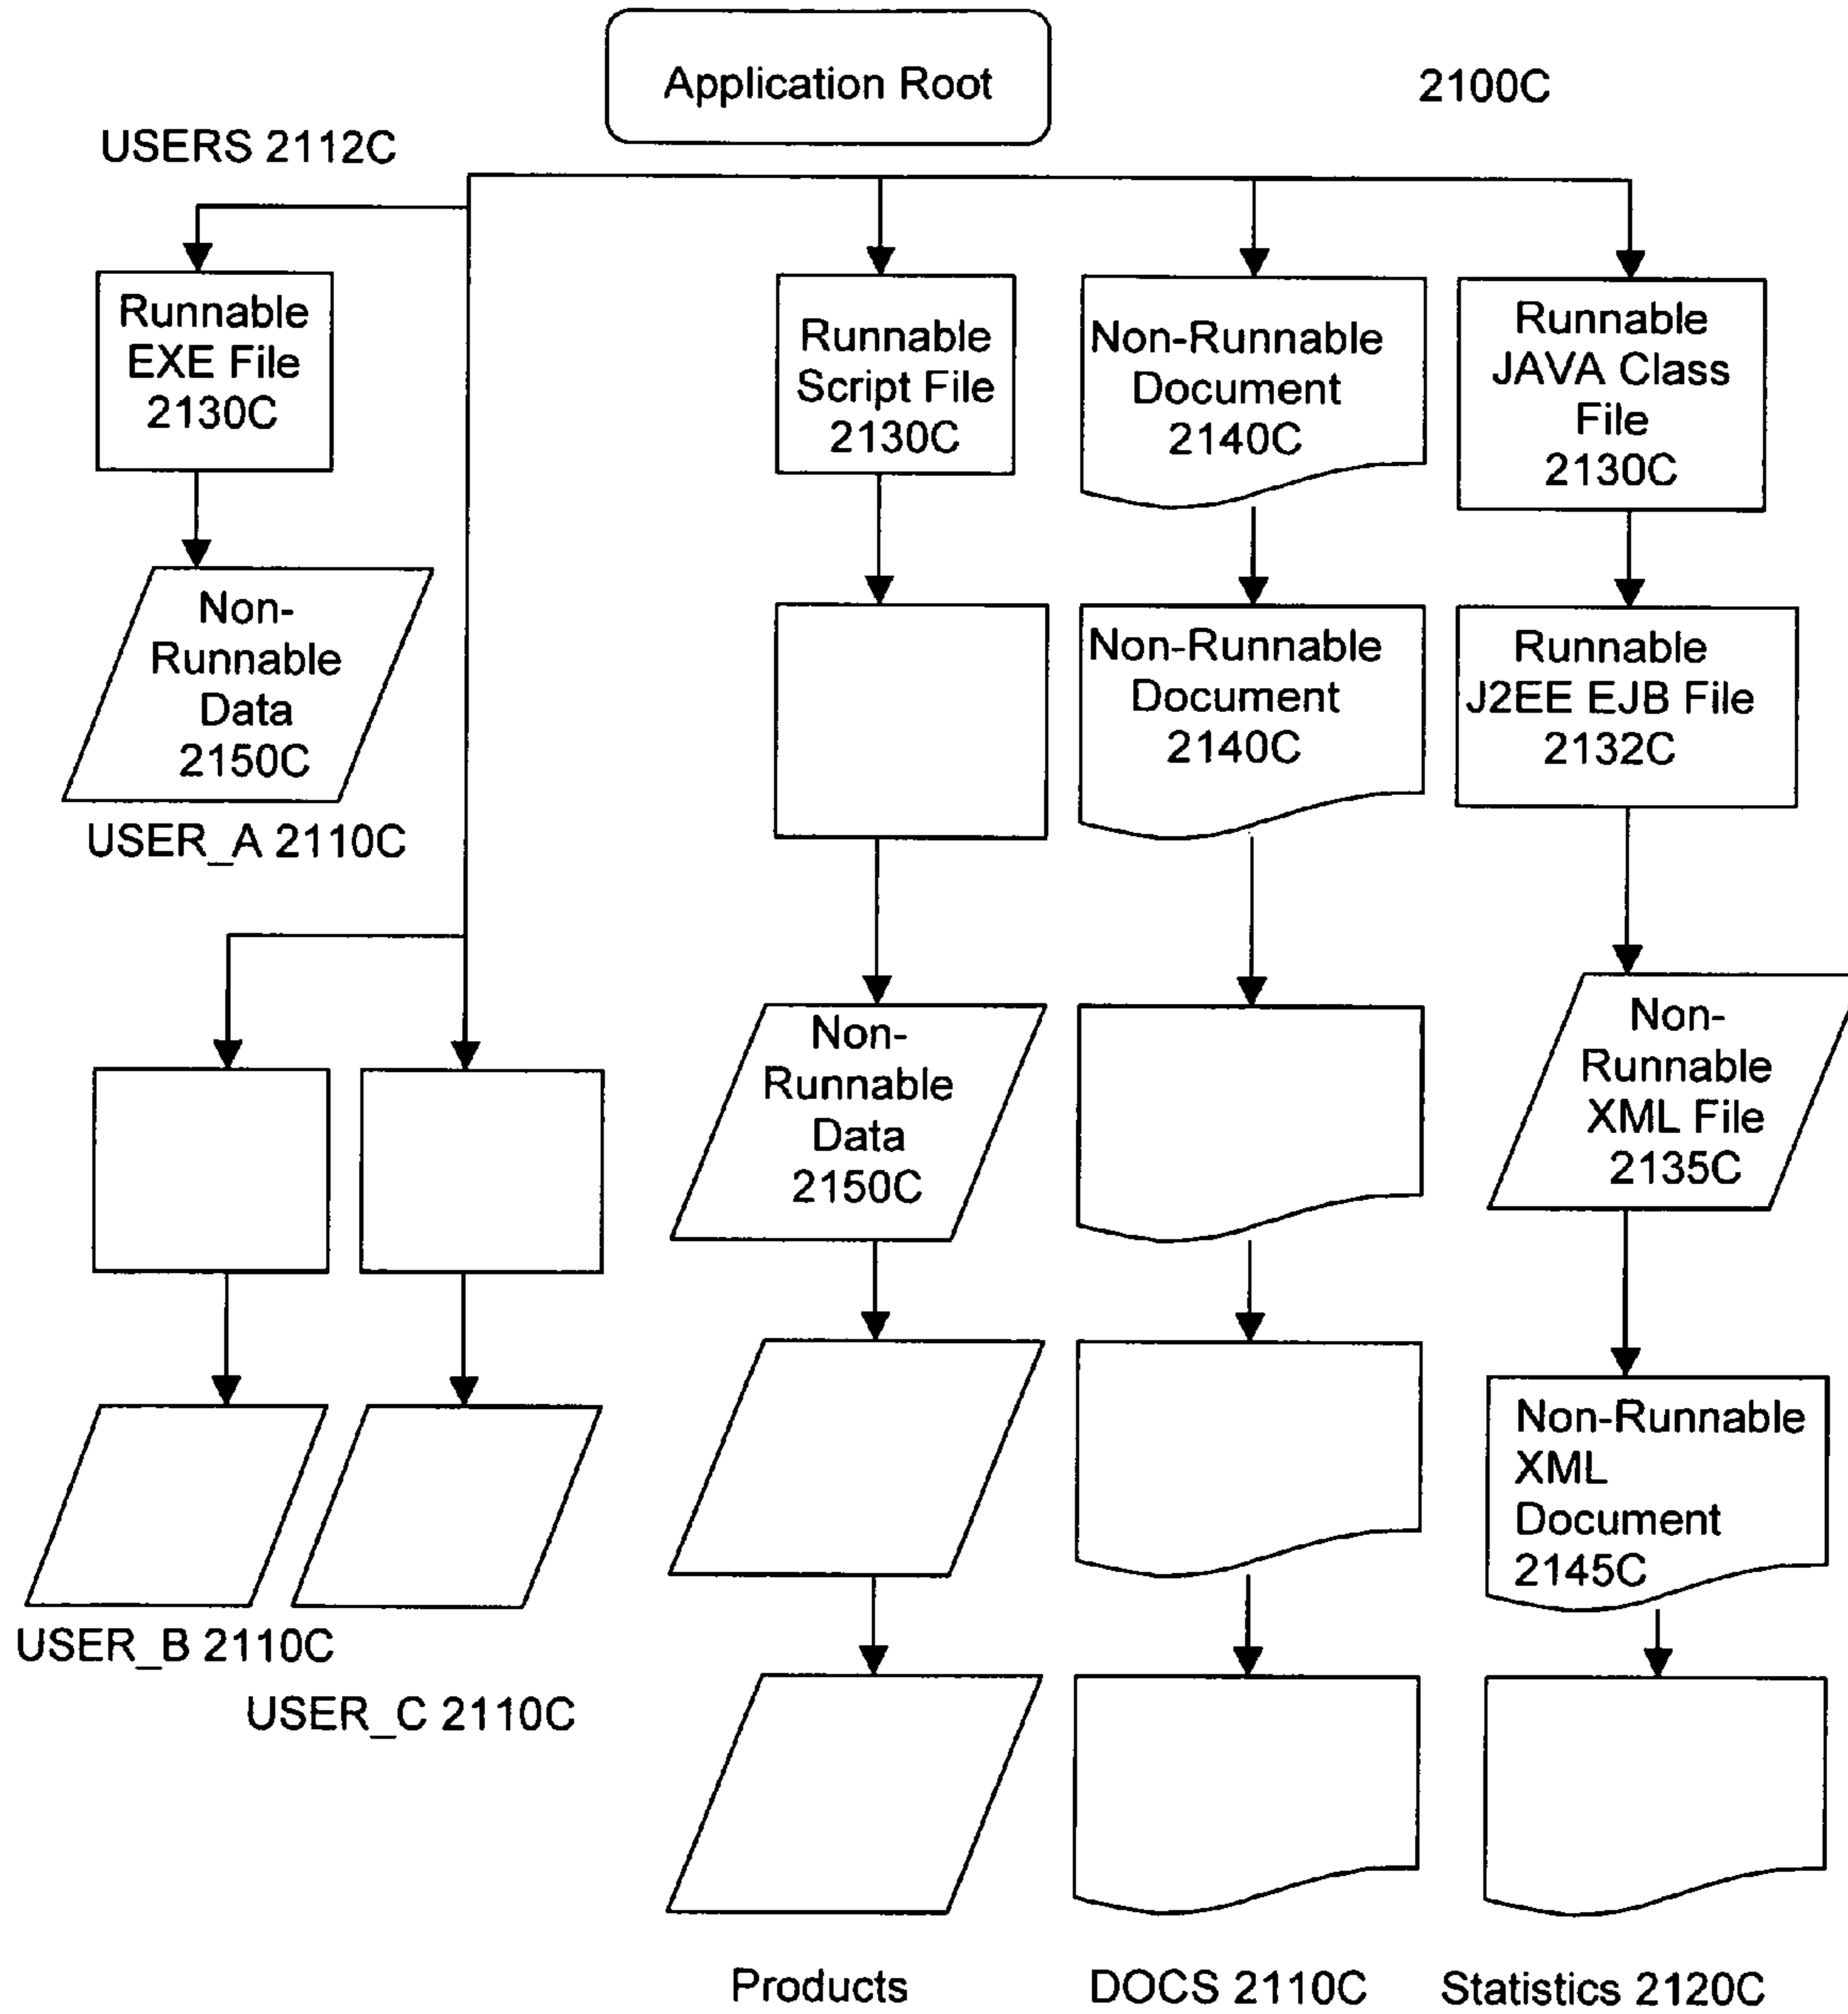 Application Root
2100C
USERS 2112C
Runnable
EXE File
2130C
Runnable
Script File
2130C
Non-Runnable
Document
2140C
Runnable
JAVA Class
File
2130C
Non-
Runnable
Data
2150C
USER_A 2110C
Non-Runnable
Document
2140C
Runnable
J2EE EJB File
2132C
Non-
Runnable
Data
2150C
Non-
Runnable
XML File
2135C
Non-Runnable
XML
Document
2145C
USER_B 2110C
USER_C 2110C
Products
DOCS 2110C
Statistics 2120C